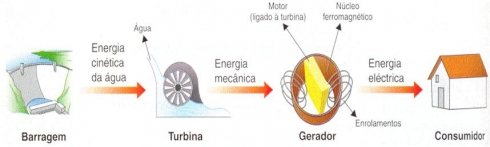 Motor
(ligado à turbina)
Núcleo
ferromagnético
Água
Energia
cinética
da água
Energia
mecânica
Energia
eléctrica
Enrolamentos
Barragem
Turbina
Gerador
Consumidor